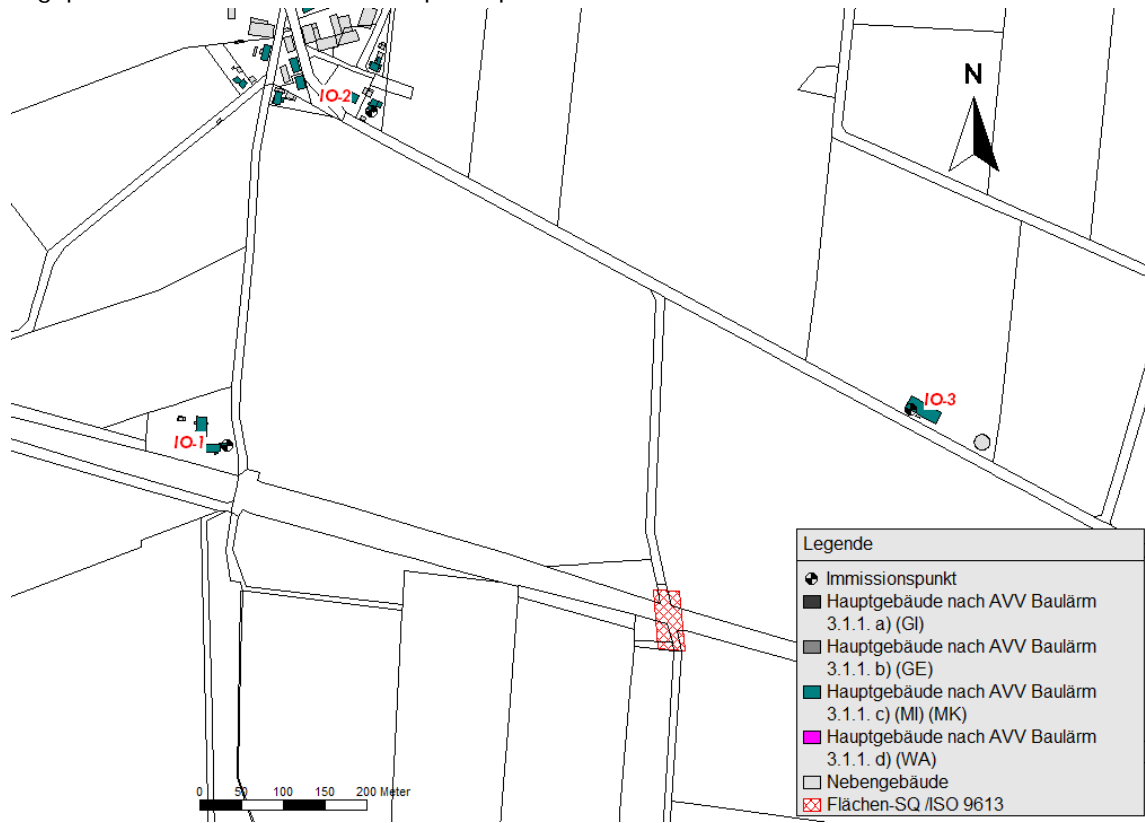 IO-2
N
IO-3
IO-1
Legende
Immissionspunkt
Hauptgebäude nach AVV Baulärm
3.1.1. a) (GI)
Hauptgebäude nach AVV Baulärm
3.1.1. b) (GE)
Hauptgebäude nach AVV Baulärm
3.1.1. c) (MI) (MK)
Hauptgebäude nach AVV Baulärm
3.1.1. d) (WA)
Nebengebäude
Flächen-SQ /ISO 9613
0 50 100 150 200 Meter